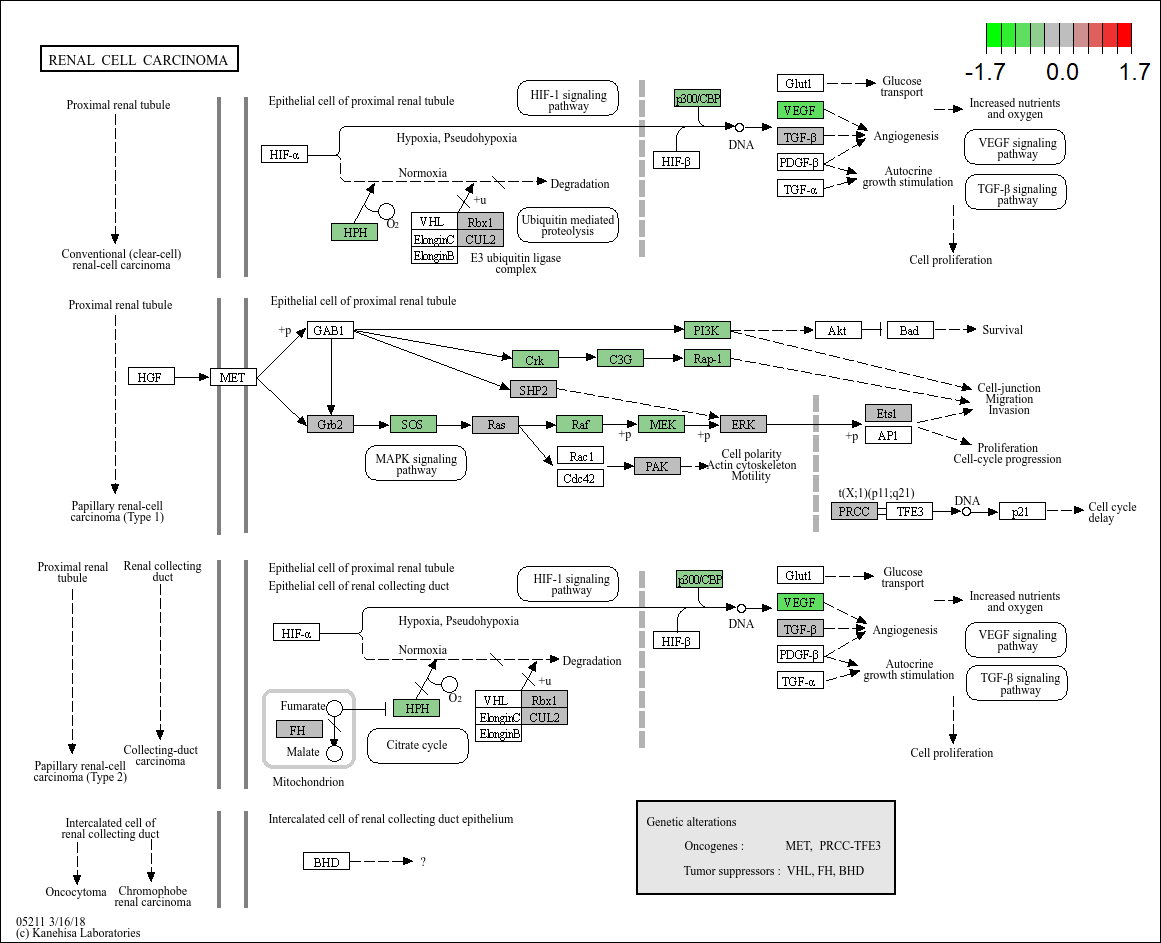 -1.7 0.0 1.7
RENAL CELL CARCINOMA
Proximal renal tubule
Conventional (clear-cell)
renal-cell carcinoma
Epithelial cell of proximal renal tubule
HIF-1 signaling
pathway
Hypoxia, Pseudohypoxia
HIF-α
Normoxia
Degradation
+u
HPH
O2
VHL
Rbx1
ElonginC
CUL2
ElonginB
E3 ubiquitin ligase
complex
Ubiquitin mediated
proteolysis
p300/CBP
HIF-β
DNA
Glut1
VEGF
TGF-β
PDGF-β
TGF-α
Glucose
transport
Angiogenesis
Autocrine
growth stimulation
Increased nutrients
and oxygen
VEGF signaling
pathway
TGF-β signaling
pathway
Cell proliferation
Proximal renal tubule
Papillary renal-cell
carcinoma (Type 1)
Epithelial cell of proximal renal tubule
HGF
MET
+p
GAB1
PI3K
Akt
Bad
Survival
Crk
C3G
Rap-1
SHP2
Cell-junction
Migration
Invasion
Grb2
SOS
Ras
Raf
+p
MEK
+p
ERK
+p
Ets1
AP1
Proliferation
Cell-cycle progression
MAPK signaling
pathway
Rac1
Cdc42
PAK
Cell polarity
Actin cytoskeleton
Motility
t(X;1)(p11;q21)
PRCC
TFE3
DNA
p21
Cell cycle
delay
Proximal renal
tubule
Renal collecting
duct
Papillary renal-cell
carcinoma (Type 2)
Collecting-duct
carcinoma
Epithelial cell of proximal renal tubule
Epithelial cell of renal collecting duct
HIF-1 signaling
pathway
Hypoxia, Pseudohypoxia
HIF-α
Normoxia
Degradation
+u
Fumarate
FH
Malate
Mitochondrion
HPH
O2
Citrate cycle
VHL
Rbx1
ElonginC
CUL2
ElonginB
p300/CBP
HIF-β
DNA
Glut1
VEGF
TGF-β
PDGF-β
TGF-α
Glucose
transport
Angiogenesis
Autocrine
growth stimulation
Increased nutrients
and oxygen
VEGF signaling
pathway
TGF-β signaling
pathway
Cell proliferation
Intercalated cell of
renal collecting duct
Oncocytoma
Chromophobe
renal carcinoma
Intercalated cell of renal collecting duct epithelium
BHD
?
Genetic alterations
Oncogenes : MET, PRCC-TFE3
Tumor suppressors : VHL, FH, BHD
05211 3/16/18
(c) Kanehisa Laboratories